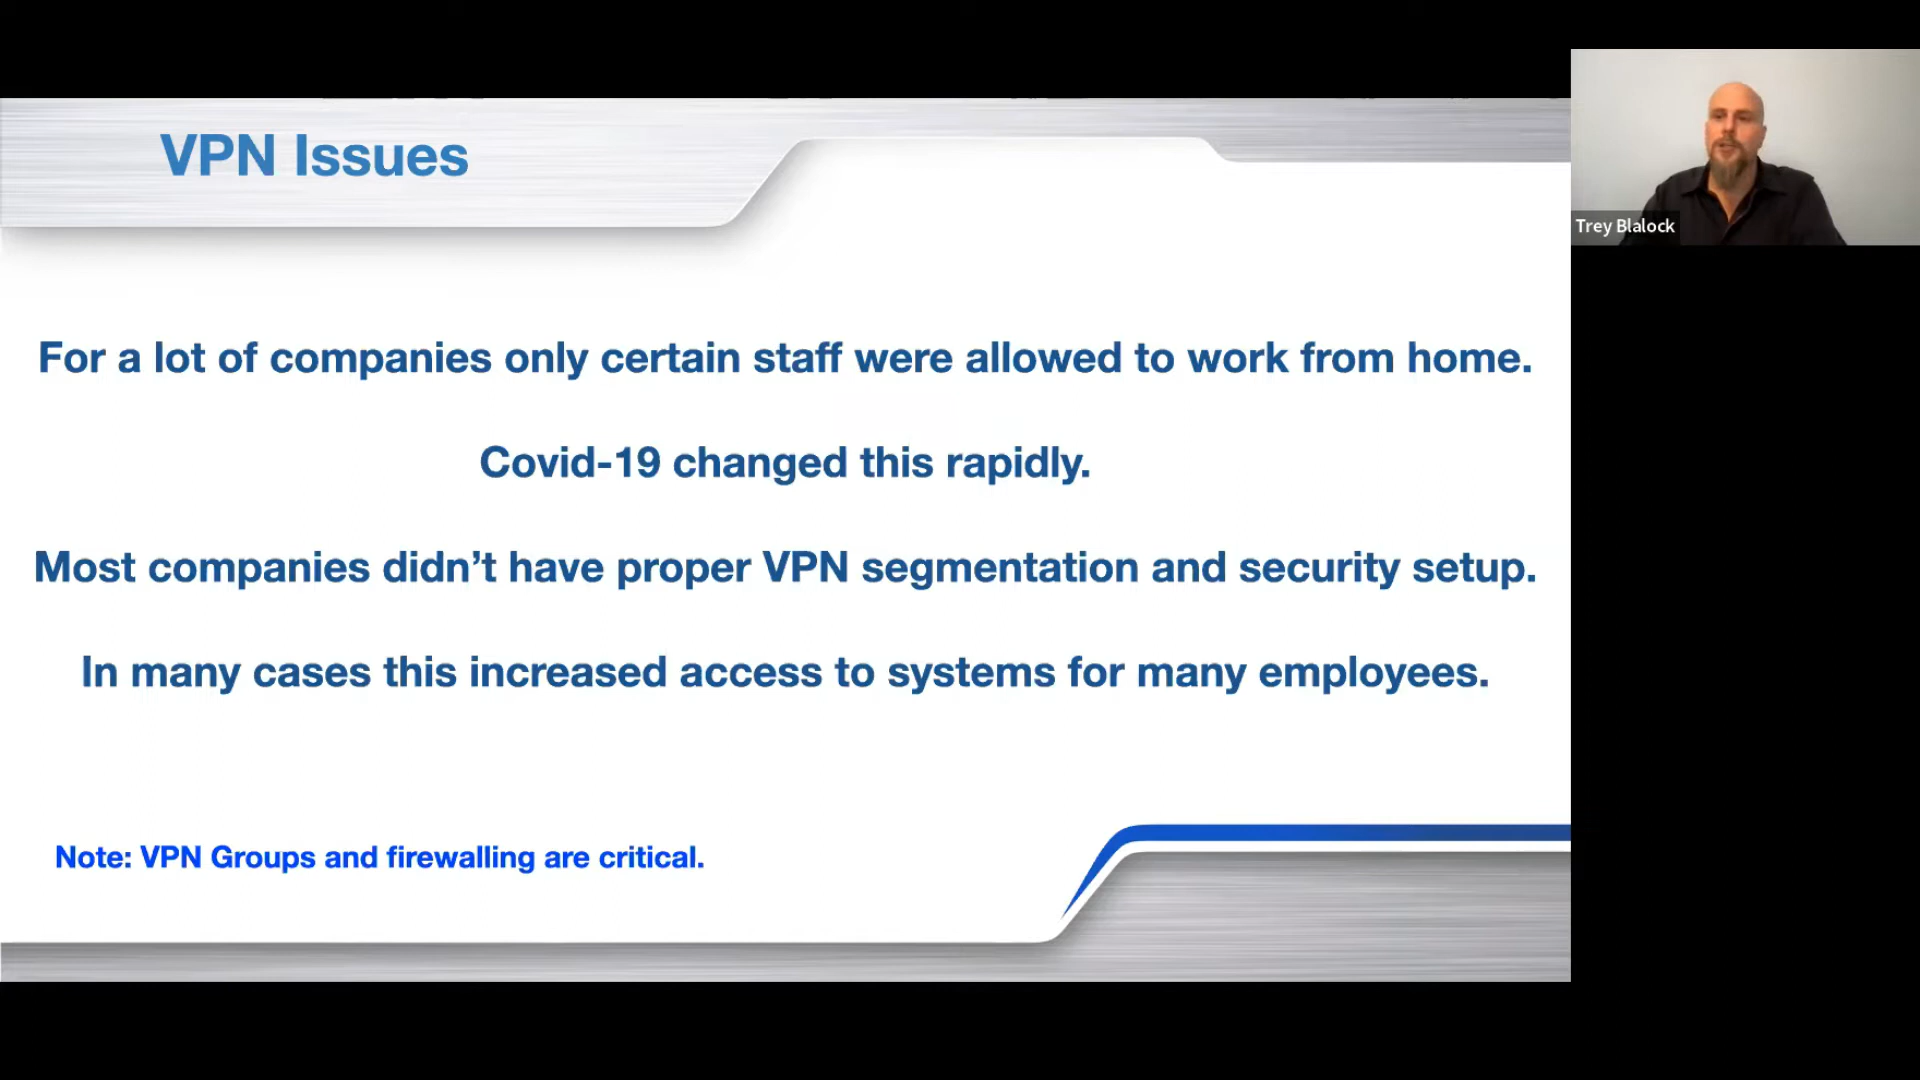 VPN Issues
For a lot of companies only certain staff were allowed to work from home.
Covid-19 changed this rapidly.
Most companies didn’t have proper VPN segmentation and security setup.
In many cases this increased access to systems for many employees.
Note: VPN Groups and firewalling are critical.
Trey Blalock